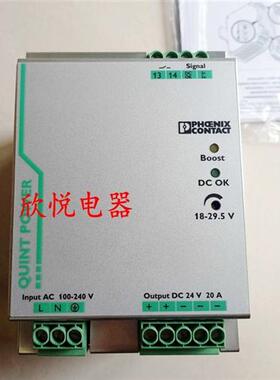 Signal
13 14
PHŒNIX
CONTACT
Boost
DC OK
18-29.5 V
QUINT POWER
欣悦电器
Input AC 100-240 V
Output DC 24 V 20 A
L N
+ + − − −